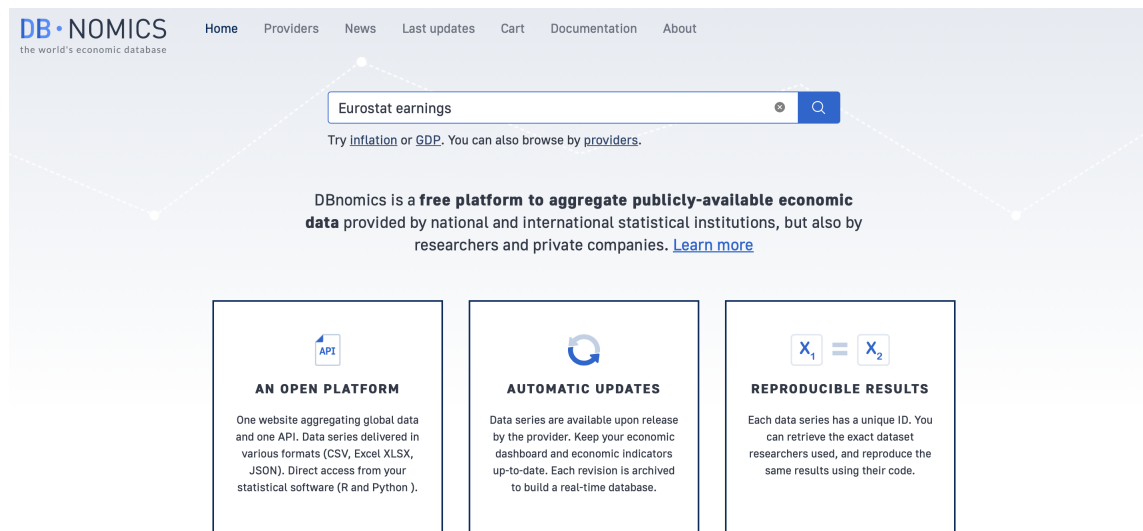 DB • NOMICS
the world's economic database
Home Providers News Last updates Cart Documentation About
Eurostat earnings
Try inflation or GDP. You can also browse by providers.
DBnomics is a free platform to aggregate publicly-available economic
data provided by national and international statistical institutions, but also by
researchers and private companies. Learn more
API
AN OPEN PLATFORM
One website aggregating global data
and one API. Data series delivered in
various formats (CSV, Excel XLSX,
JSON). Direct access from your
statistical software (R and Python ).
AUTOMATIC UPDATES
Data series are available upon release
by the provider. Keep your economic
dashboard and economic indicators
up-to-date. Each revision is archived
to build a real-time database.
X1 = X2
REPRODUCIBLE RESULTS
Each data series has a unique ID. You
can retrieve the exact dataset
researchers used, and reproduce the
same results using their code.